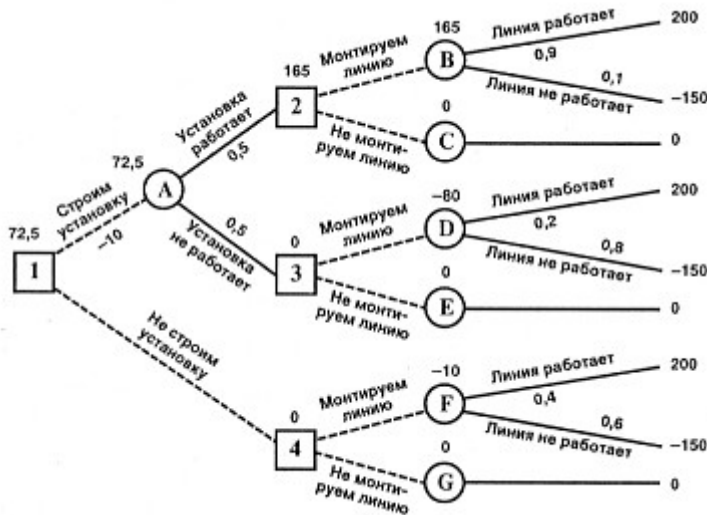 Линия работает
200
165
B
0,9
0,1
Линия не работает
-150
Монтируем
линию
165
2
Не монти-
руем линию
0
C
0
Установка
работает
0,5
72,5
A
Строим
установку
-10
72,5
1
0,5
Установка
не работает
Линия работает
200
-80
D
0,2
0,8
Линия не работает
-150
Монтируем
линию
0
3
Не монти-
руем линию
0
E
0
Не строим
установку
Линия работает
200
-10
F
0,4
0,6
Линия не работает
-150
Монтируем
линию
0
4
Не монти-
руем линию
0
G
0